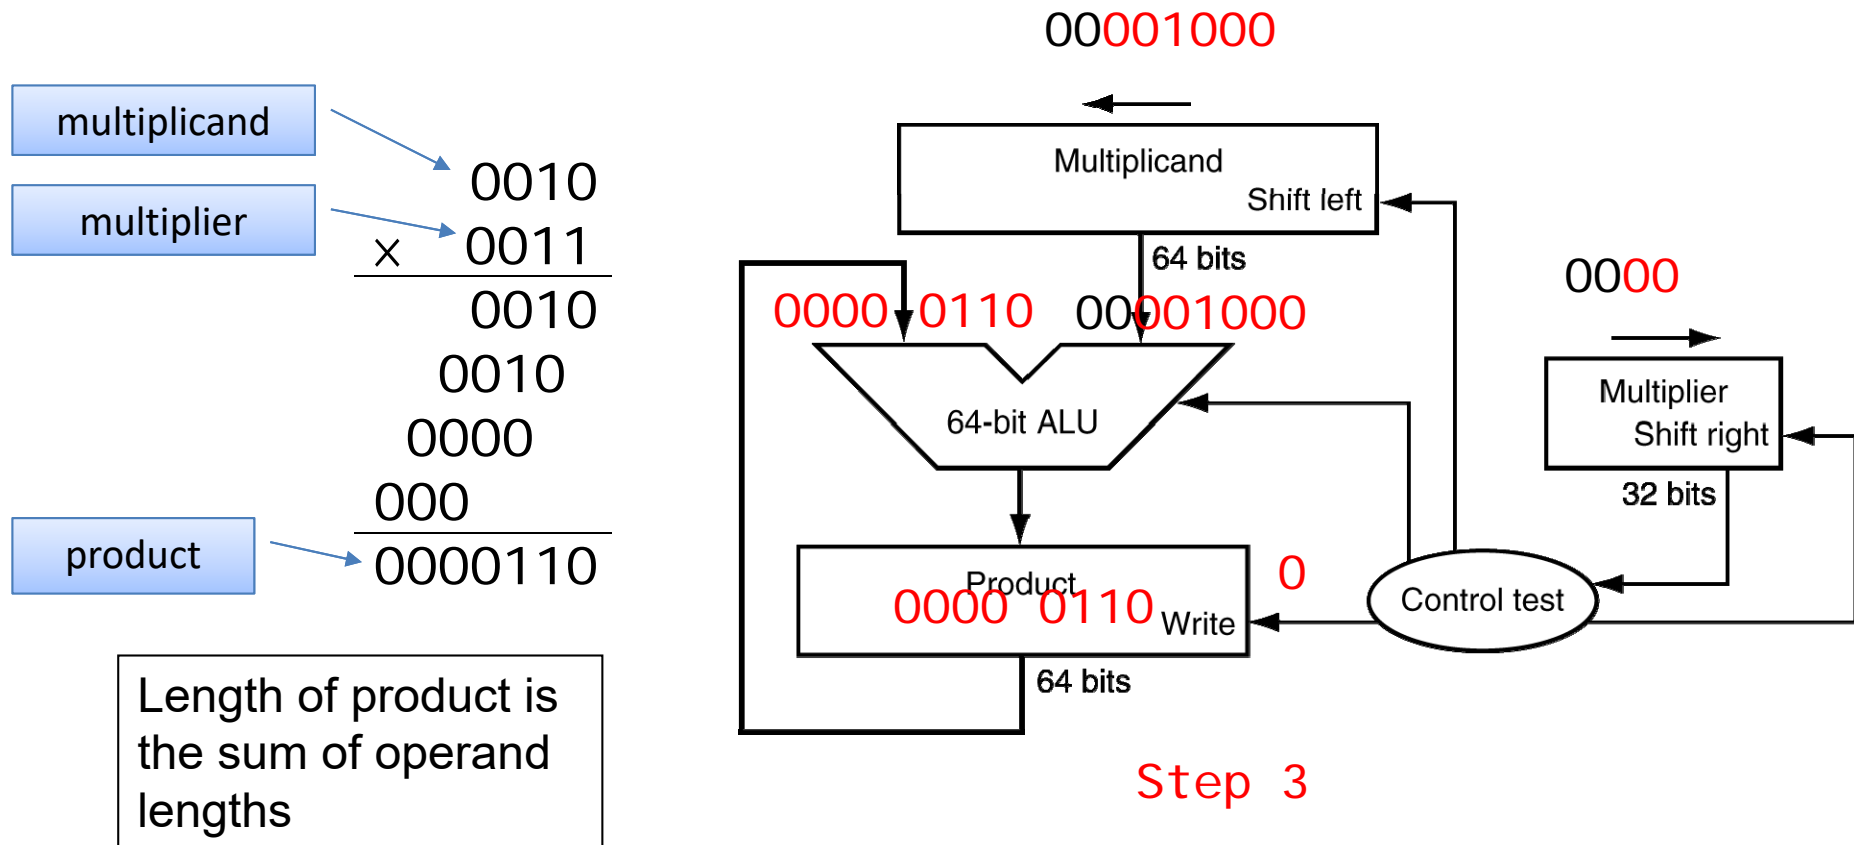 multiplicand
multiplier
0010
× 0011
0010
0010
0000
000
product
0000110
Length of product is
the sum of operand
lengths
00001000
Multiplicand
Shift left
64 bits
0000 0110
00001000
64-bit ALU
0000
Multiplier
Shift right
32 bits
Product
0000 0110
Write
0
Control test
64 bits
Step 3